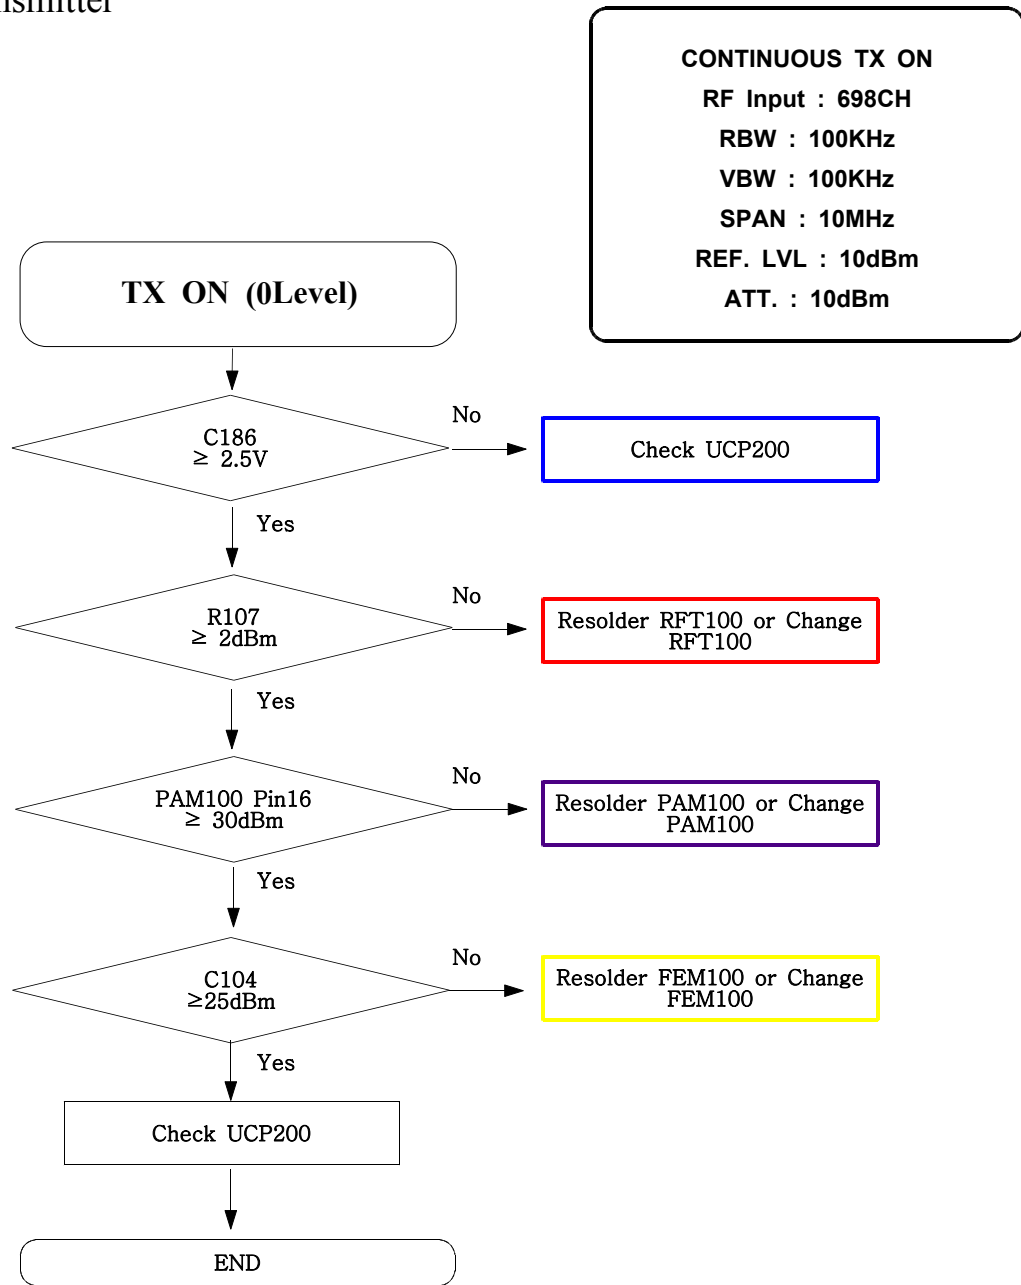 CONTINUOUS TX ON
RF Input : 698CH
RBW : 100KHz
VBW : 100KHz
SPAN : 10MHz
REF. LVL : 10dBm
ATT. : 10dBm
TX ON (0Level)
C186
≥ 2.5V
No
Check UCP200
Yes
R107
≥ 2dBm
No
Resolder RFT100 or Change
RFT100
Yes
PAM100 Pin16
≥ 30dBm
No
Resolder PAM100 or Change
PAM100
Yes
C104
≥25dBm
No
Resolder FEM100 or Change
FEM100
Yes
Check UCP200
END